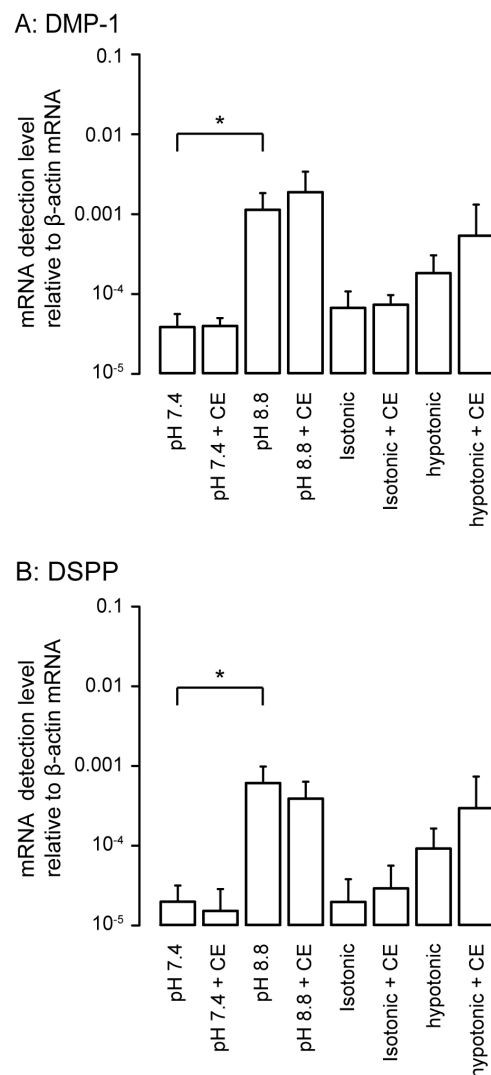 A: DMP-1
mRNA detection level
relative to β-actin mRNA
0.1
0.01
0.001
10-4
10-5
*
pH 7.4
pH 7.4 + CE
pH 8.8
pH 8.8 + CE
Isotonic
Isotonic + CE
hypotonic
hypotonic + CE
B: DSPP
mRNA detection level
relative to β-actin mRNA
0.1
0.01
0.001
10-4
10-5
*
pH 7.4
pH 7.4 + CE
pH 8.8
pH 8.8 + CE
Isotonic
Isotonic + CE
hypotonic
hypotonic + CE